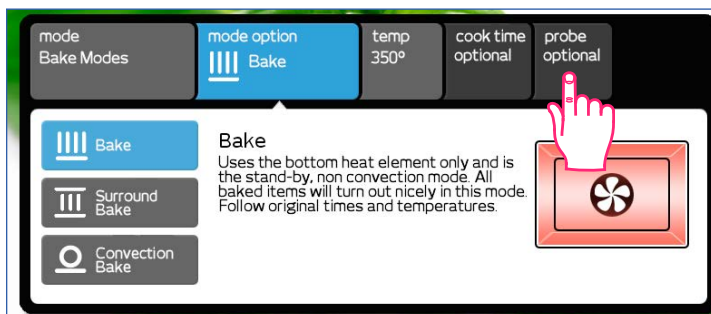 mode
Bake Modes
mode option
Bake
temp
350°
cook time
optional
probe
optional
Bake
Surround
Bake
Convection
Bake
Bake
Uses the bottom heat element only and is
the stand-by, non convection mode. All
baked items will turn out nicely in this mode.
Follow original times and temperatures.